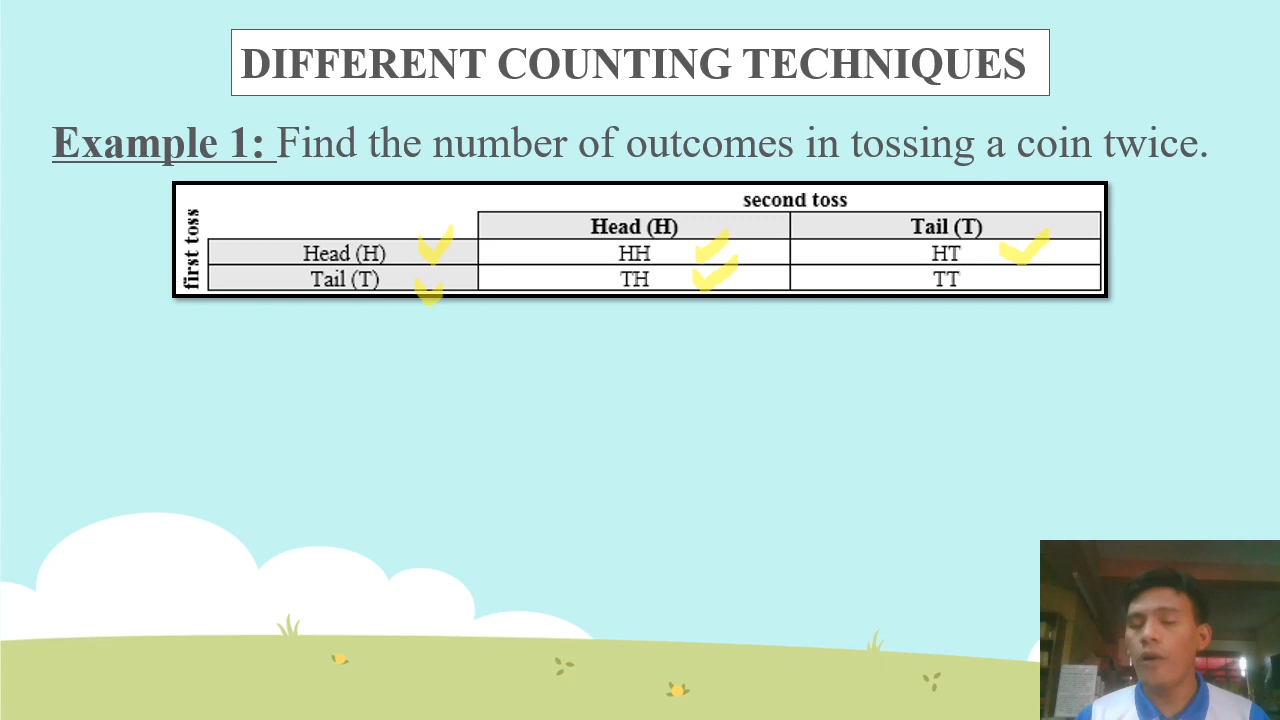 DIFFERENT COUNTING TECHNIQUES
Example 1: Find the number of outcomes in tossing a coin twice.
second toss
first toss
Head (H) Tail (T)
Head (H) HH HT
Tail (T) TH TT